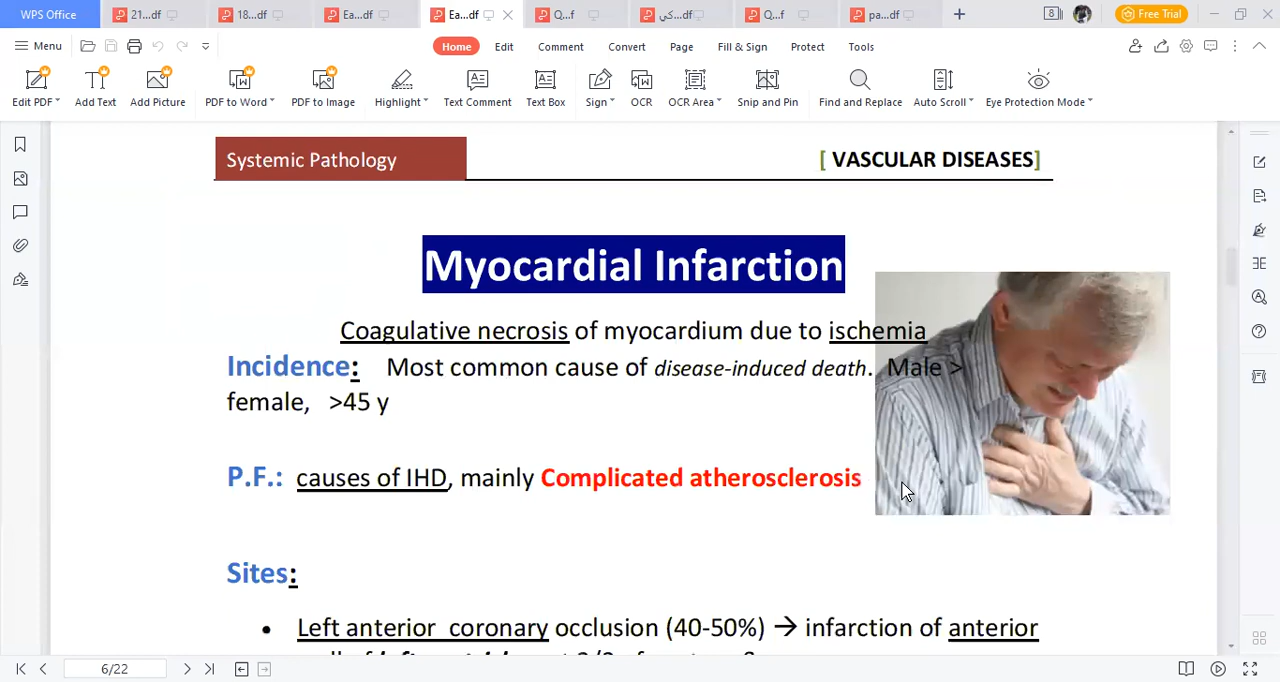 WPS Office 21...df 18...df Ea...df Ea...df Q...f كي...df Q...f pa...df 8 Free Trial
Menu Home Edit Comment Convert Page Fill & Sign Protect Tools
Edit PDF Add Text Add Picture PDF to Word PDF to Image Highlight Text Comment Text Box Sign OCR OCR Area Snip and Pin Find and Replace Auto Scroll Eye Protection Mode
Systemic Pathology [ VASCULAR DISEASES]
Myocardial Infarction
Coagulative necrosis of myocardium due to ischemia
Incidence: Most common cause of disease-induced death. Male >
female, >45 y
P.F.: causes of IHD, mainly Complicated atherosclerosis
Sites:
• Left anterior coronary occlusion (40-50%) → infarction of anterior
6/22